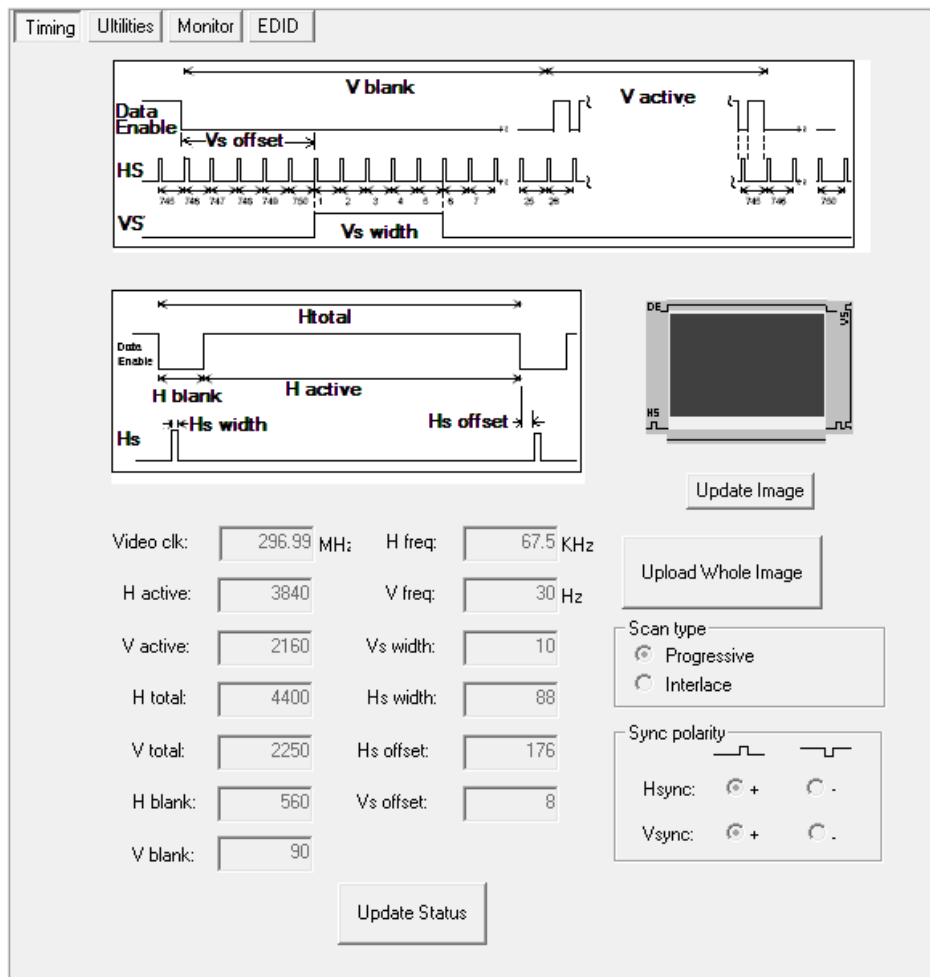 Timing Ultilities Monitor EDID
V blank
V active
Data
Enable
Vs offset
HS
745 746 747 748 749 750 1 2 3 4 5 6 7 25 26 745 746 750
VS
Vs width
Htotal
Data
Enable
H blank
H active
Hs width
Hs offset
Hs
DE
VS
HS
Update Image
Video clk: 296.99 MHz H freq: 67.5 KHz
Upload Whole Image
H active: 3840 V freq: 30 Hz
Scan type
V active: 2160 Vs width: 10
Progressive
Interlace
H total: 4400 Hs width: 88
Sync polarity
V total: 2250 Hs offset: 176
Hsync: + -
H blank: 560 Vs offset: 8
Vsync: + -
V blank: 90
Update Status